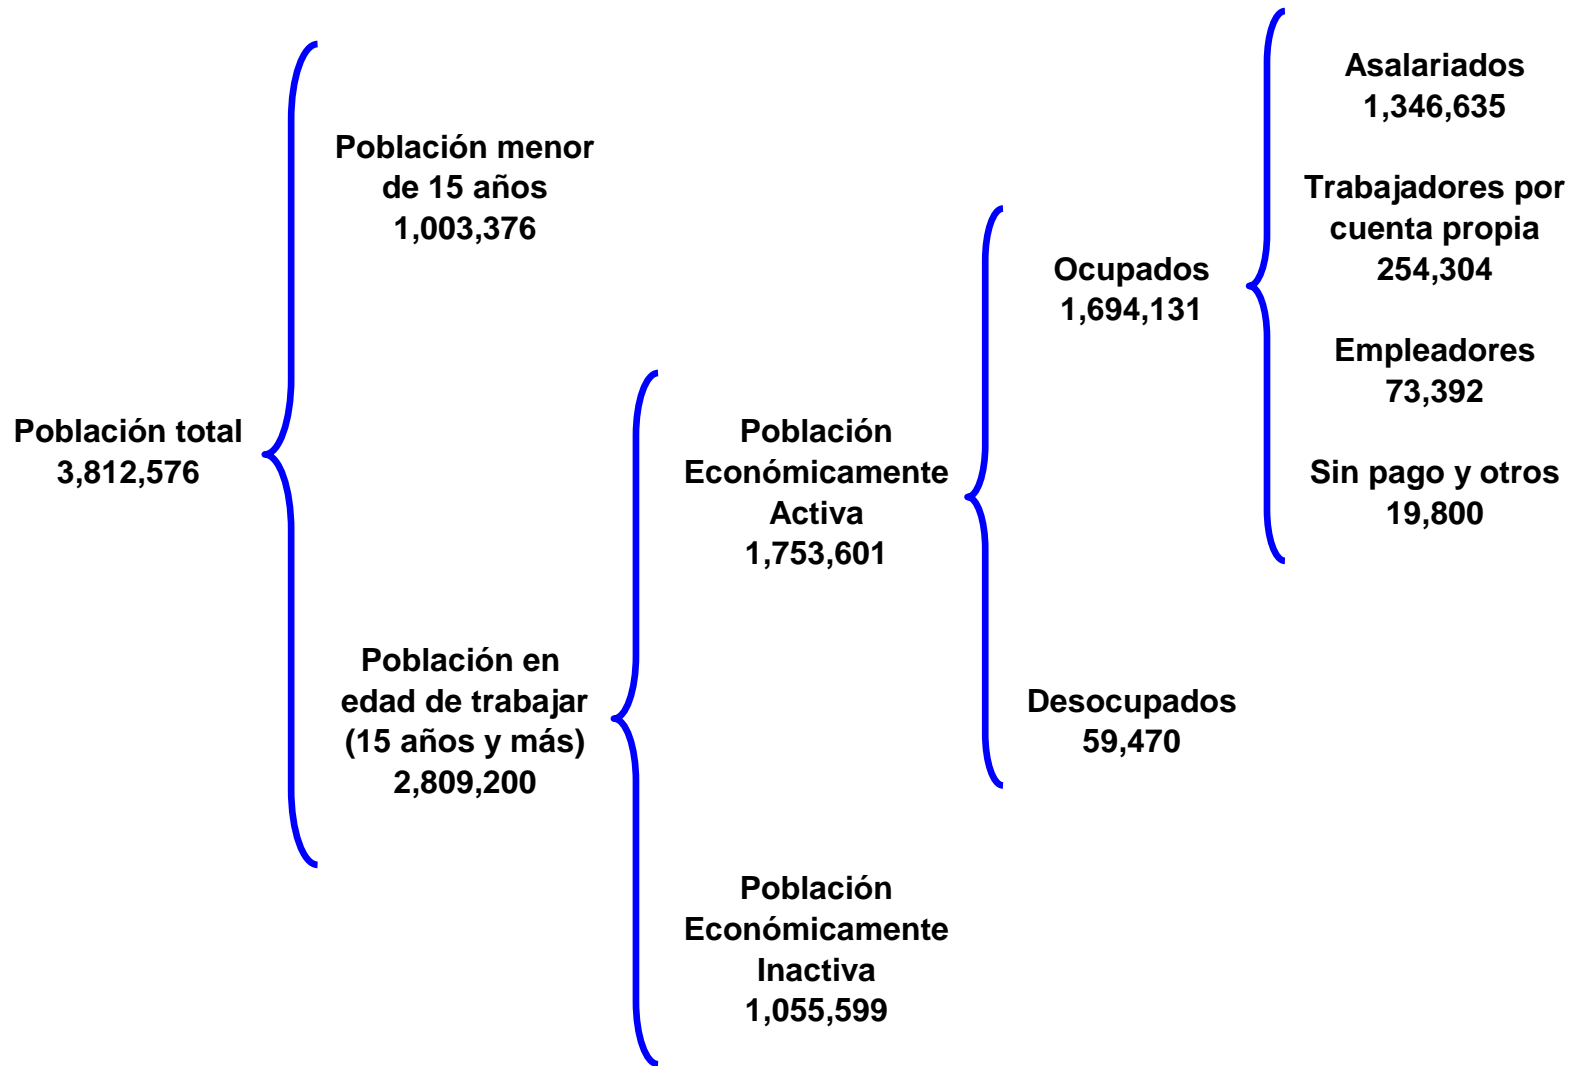 Población total
3,812,576
Población menor
de 15 años
1,003,376
Población en
edad de trabajar
(15 años y más)
2,809,200
Población
Económicamente
Activa
1,753,601
Población
Económicamente
Inactiva
1,055,599
Ocupados
1,694,131
Desocupados
59,470
Asalariados
1,346,635
Trabajadores por
cuenta propia
254,304
Empleadores
73,392
Sin pago y otros
19,800